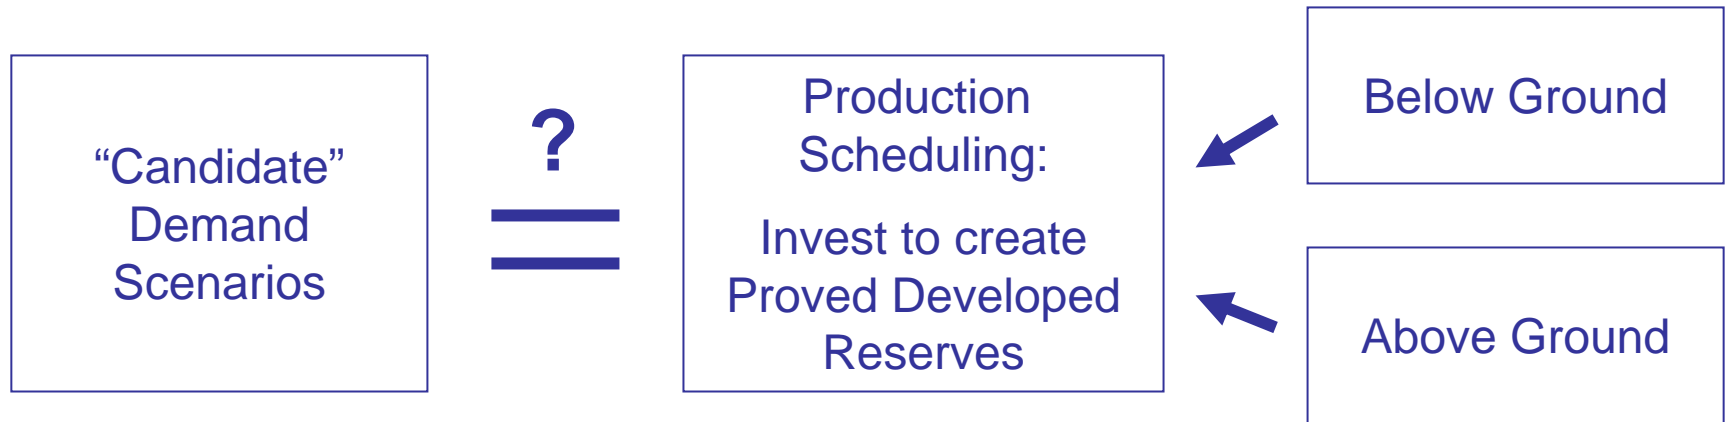 “Candidate”
Demand
Scenarios
?
Production
Scheduling:
Invest to create
Proved Developed
Reserves
Below Ground
Above Ground